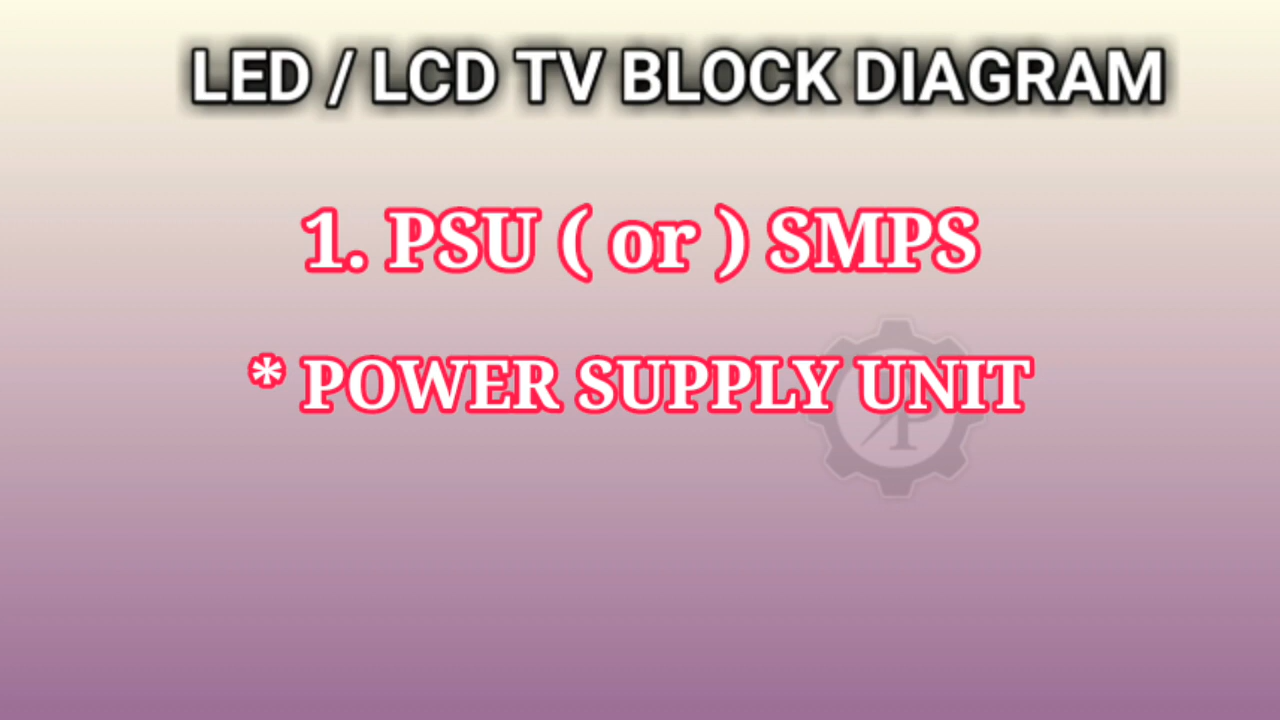 LED / LCD TV BLOCK DIAGRAM
1. PSU ( or ) SMPS
* POWER SUPPLY UNIT